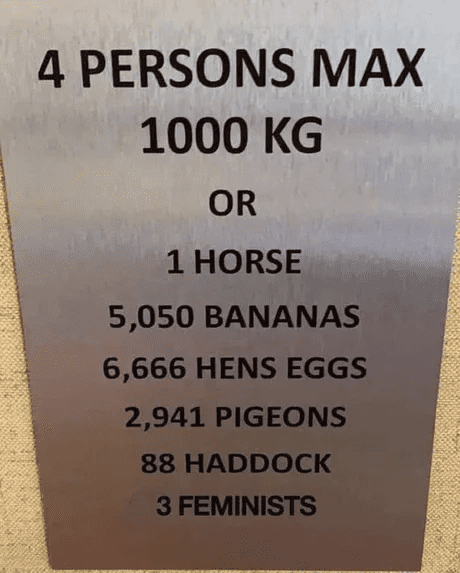 4 PERSONS MAX
1000 KG
OR
1 HORSE
5,050 BANANAS
6,666 HENS EGGS
2,941 PIGEONS
88 HADDOCK
3 FEMINISTS